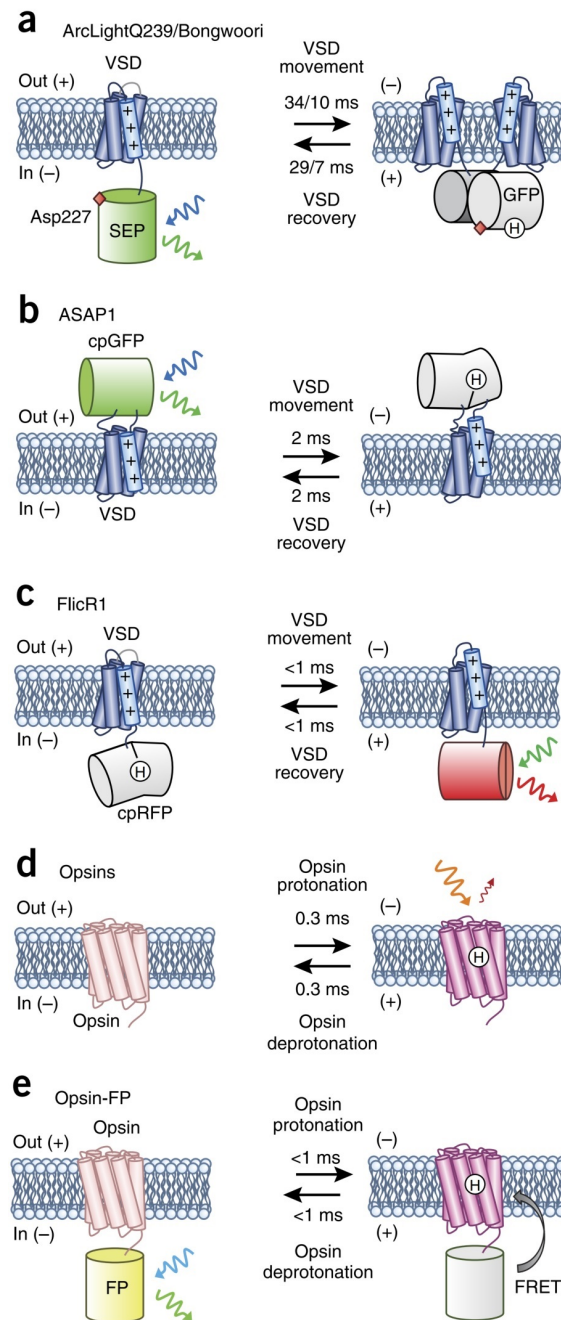 a
ArcLightQ239/Bongwoori
VSD
Out (+)
In (–)
Asp227
SEP
VSD
movement
34/10 ms
29/7 ms
VSD
recovery
(–)
(+)
+
+
+
+
+
+
+
+
+
GFP
H
b
ASAP1
cpGFP
Out (+)
+
+
+
In (–)
VSD
VSD
movement
2 ms
2 ms
VSD
recovery
H
(–)
+
+
+
(+)
c
FlicR1
VSD
Out (+)
+
+
+
In (–)
H
cpRFP
VSD
movement
<1 ms
<1 ms
VSD
recovery
(–)
+
+
+
(+)
d
Opsins
Out (+)
In (–)
Opsin
Opsin
protonation
0.3 ms
0.3 ms
Opsin
deprotonation
(–)
H
(+)
e
Opsin-FP
Opsin
Out (+)
In (–)
FP
Opsin
protonation
<1 ms
<1 ms
Opsin
deprotonation
(–)
H
(+)
FRET